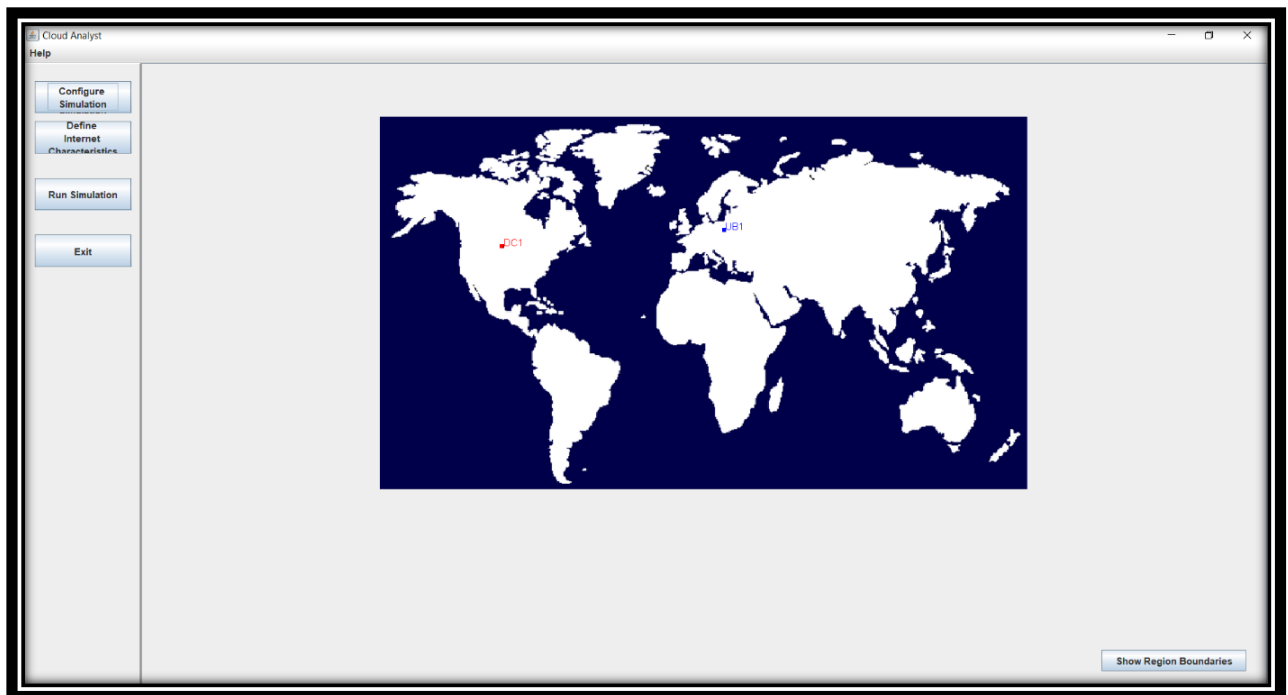 Cloud Analyst
Help
Configure
Simulation
Define
Internet
Characteristics
Run Simulation
Exit
DC1
UB1
Show Region Boundaries